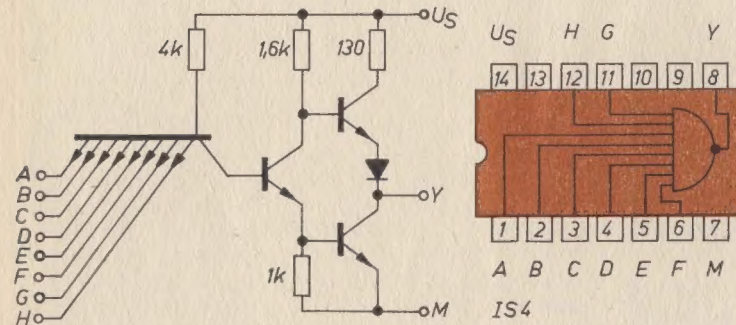 4k
1,6k
130
US
A
B
C
D
E
F
G
H
1k
Y
M
US H G Y
14 13 12 11 10 9 8
1 2 3 4 5 6 7
A B C D E F M
IS4